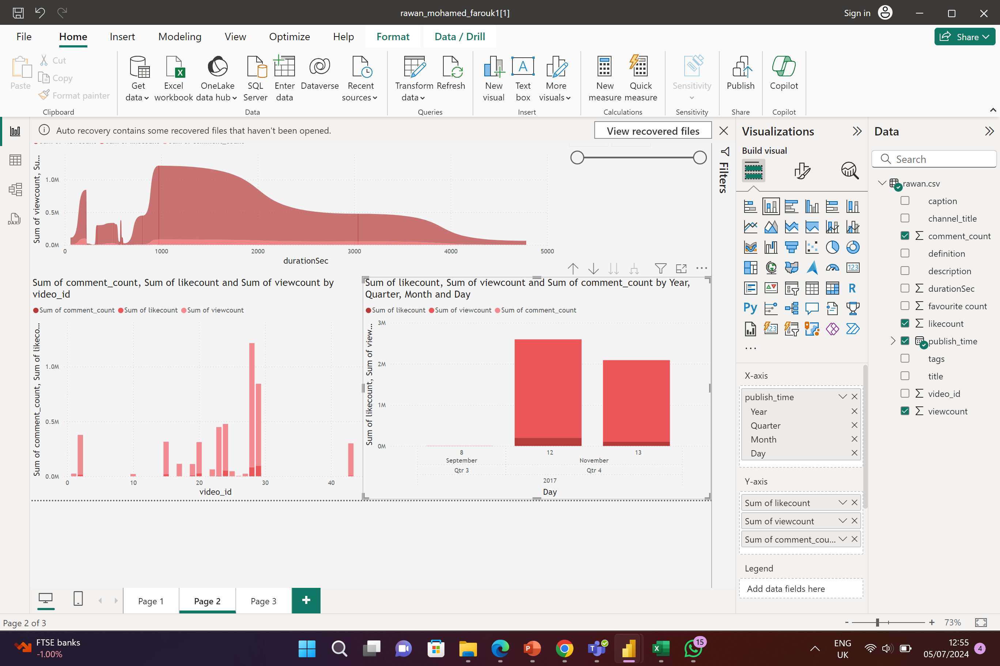 rawan_mohamed_farouk1[1]
Sign in
File Home Insert Modeling View Optimize Help Format Data / Drill
Share
Paste
Cut
Copy
Format painter
Clipboard
Get data
Excel workbook
OneLake data hub
SQL Server
Enter data
Dataverse
Recent sources
Data
Transform data
Refresh
Queries
New visual
Text box
More visuals
Insert
New measure
Quick measure
Calculations
Sensitivity
Sensitivity
Publish
Share
Copilot
Copilot
Auto recovery contains some recovered files that haven't been opened.
View recovered files
DAX
Sum of viewcount, Su...
1.0M
0.5M
0.0M
0 1000 2000 3000 4000 5000
durationSec
Sum of comment_count, Sum of likecount and Sum of viewcount by
video_id
Sum of comment_count Sum of likecount Sum of viewcount
Sum of comment_count, Sum of likeco...
1.0M
0.5M
0.0M
0 10 20 30 40
video_id
Sum of likecount, Sum of viewcount and Sum of comment_count by Year,
Quarter, Month and Day
Sum of likecount Sum of viewcount Sum of comment_count
Sum of likecount, Sum of view...
3M
2M
1M
0M
8 12 13
September November
Qtr 3 Qtr 4
2017
Day
Filters
Visualizations
Build visual
123
R
Py
123
...
X-axis
publish_time
Year
Quarter
Month
Day
Y-axis
Sum of likecount
Sum of viewcount
Sum of comment_cou...
Legend
Add data fields here
Data
Search
rawan.csv
caption
channel_title
comment_count
definition
description
durationSec
favourite count
likecount
publish_time
tags
title
video_id
viewcount
Page 1 Page 2 Page 3 +
Page 2 of 3
- + 73%
FTSE banks
-1.00%
15
ENG
UK
12:55
05/07/2024
4